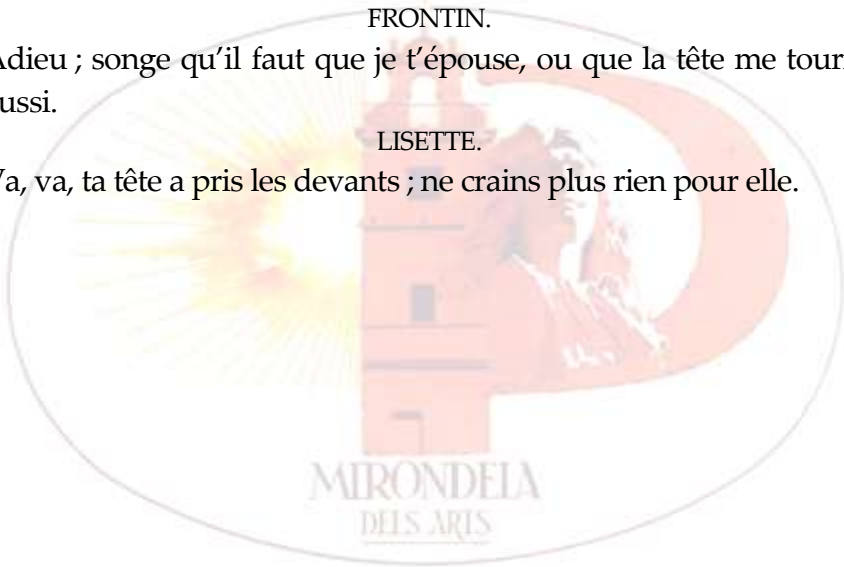 FRONTIN.
Adieu ; songe qu’il faut que je t’épouse, ou que la tête me tour
ussi.
LISETTE.
Va, va, ta tête a pris les devants ; ne crains plus rien pour elle.
MIRONDELA
DELS ARTS